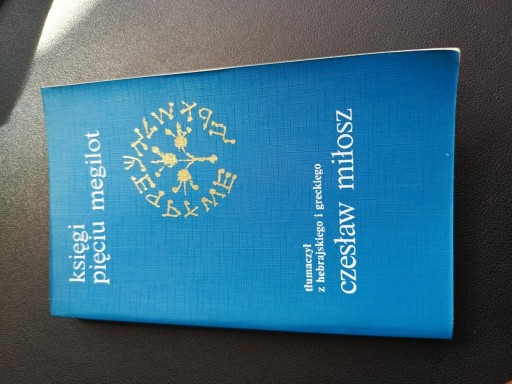 księgi
pięciu megilot
tłumaczył
z hebrajskiego i greckiego
czesław miłosz